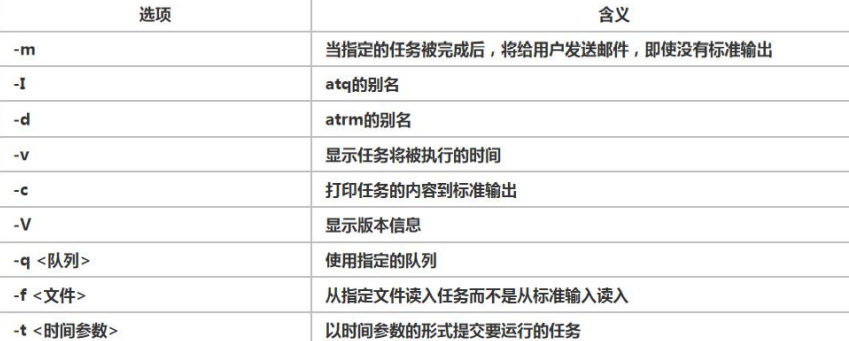 选项 含义
-m 当指定的任务被完成后，将给用户发送邮件，即使没有标准输出
-I atq的别名
-d atrm的别名
-v 显示任务将被执行的时间
-c 打印任务的内容到标准输出
-V 显示版本信息
-q <队列> 使用指定的队列
-f <文件> 从指定文件读入任务而不是从标准输入读入
-t <时间参数> 以时间参数的形式提交要运行的任务